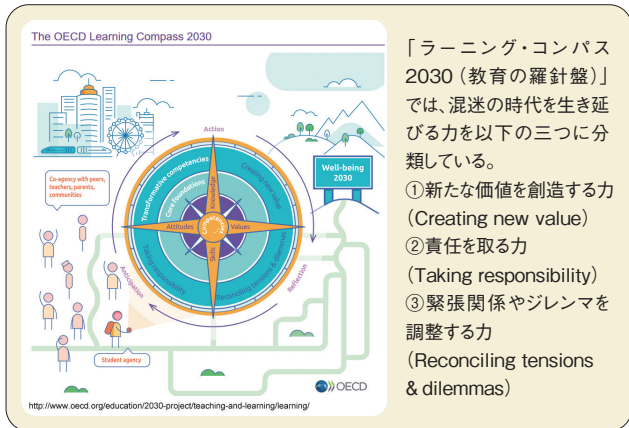 The OECD Learning Compass 2030
Action
Co-agency with peers,
teachers, parents,
communities
Transformative competencies
Core foundations
Creating new value
Knowledge
Attitudes
Competencies
Values
Skills
Taking responsibility
Reconciling tensions & dilemmas
Anticipation
Reflection
Well-being
2030
Student agency
OECD
http://www.oecd.org/education/2030-project/teaching-and-learning/learning/
「ラーニング・コンパス
2030(教育の羅針盤)」
では、混迷の時代を生き延
びる力を以下の三つに分
類している。
①新たな価値を創造する力
(Creating new value)
②責任を取る力
(Taking responsibility)
③緊張関係やジレンマを
調整する力
(Reconciling tensions
& dilemmas)